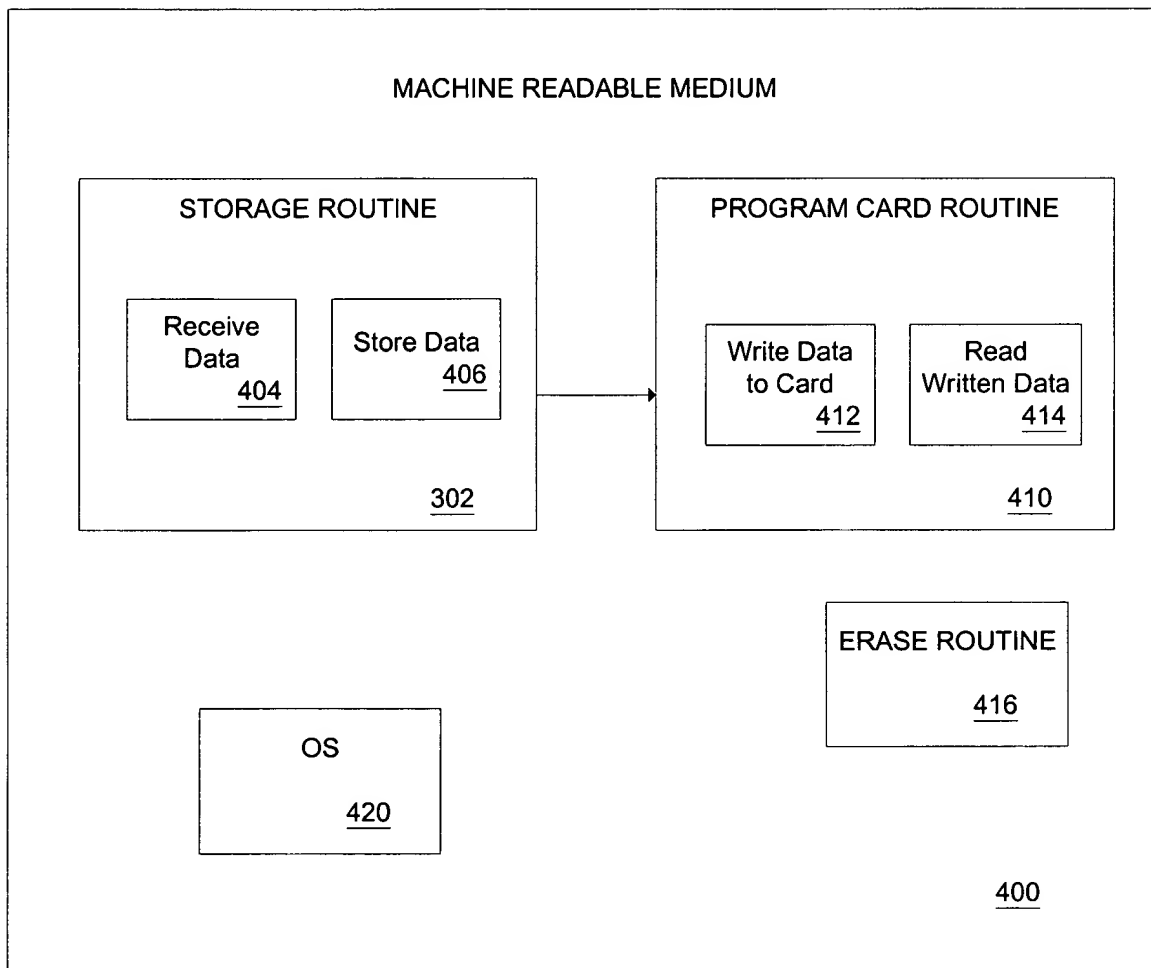 MACHINE READABLE MEDIUM
STORAGE ROUTINE
Receive
Data
404
Store Data
406
302
PROGRAM CARD ROUTINE
Write Data
to Card
412
Read
Written Data
414
410
ERASE ROUTINE
416
OS
420
400